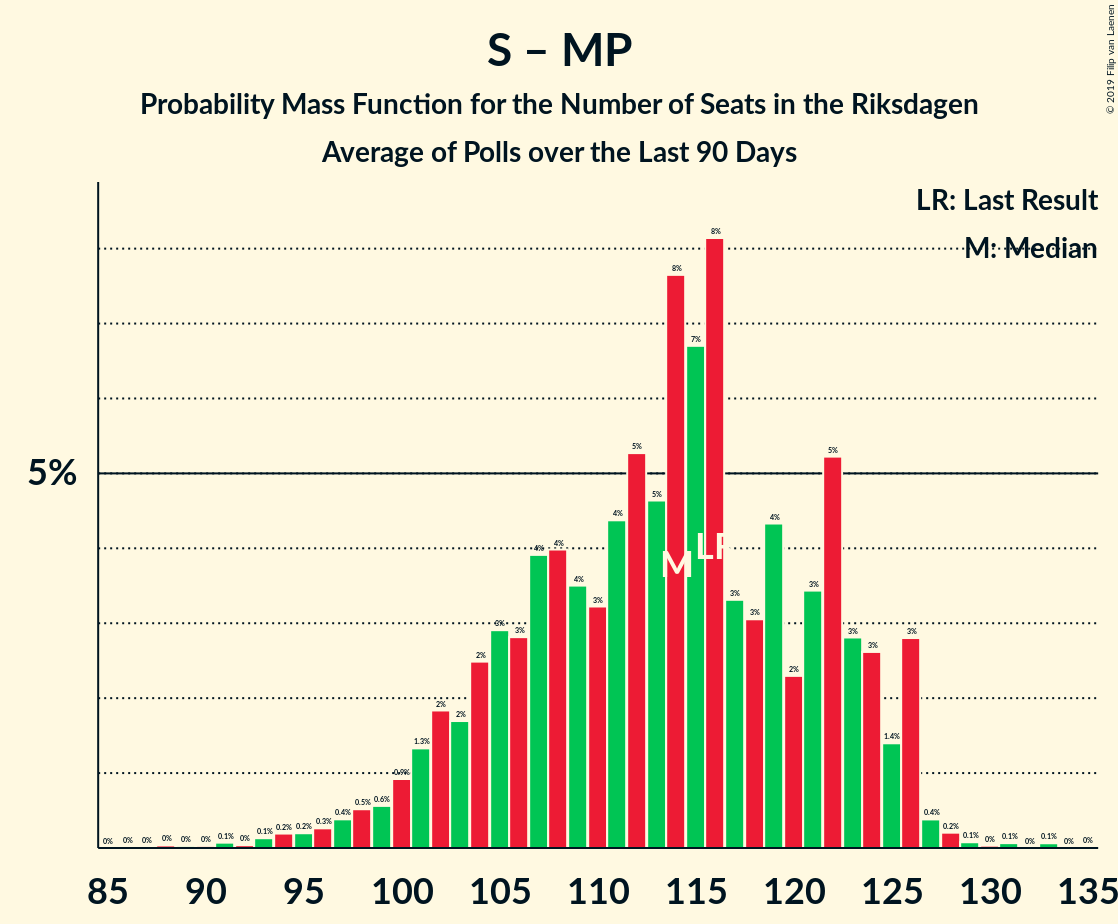 S – MP
Probability Mass Function for the Number of Seats in the Riksdagen
Average of Polls over the Last 90 Days
© 2019 Filip van Laenen
LR: Last Result
M: Median
5%
0% 0% 0% 0% 0% 0% 0.1% 0% 0.1% 0.2% 0.2% 0.3% 0.4% 0.5% 0.6% 0.9% 1.3% 2% 2% 2% 3% 3% 4% 4% 4% 3% 4% 5% 5% 8% 7% 8% 3% 3% 4% 2% 3% 5% 3% 3% 1.4% 3% 0.4% 0.2% 0.1% 0% 0.1% 0% 0.1% 0% 0%
M LR
85 90 95 100 105 110 115 120 125 130 135